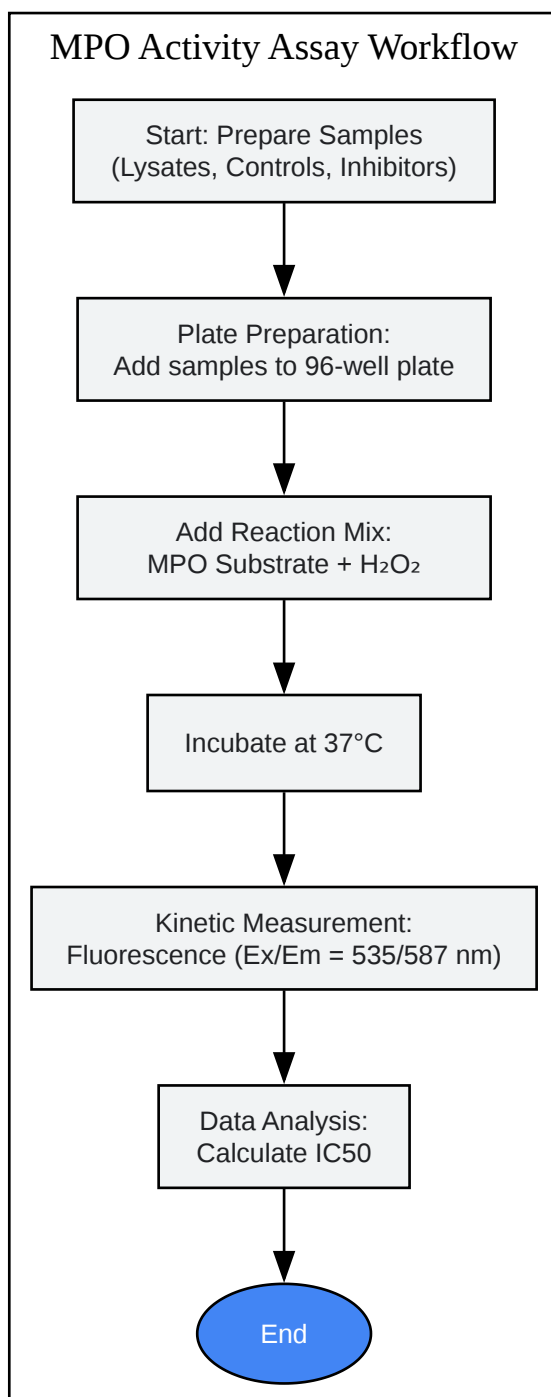 MPO Activity Assay Workflow
Start: Prepare Samples
(Lysates, Controls, Inhibitors)
Plate Preparation:
Add samples to 96-well plate
Add Reaction Mix:
MPO Substrate + H₂O₂
Incubate at 37°C
Kinetic Measurement:
Fluorescence (Ex/Em = 535/587 nm)
Data Analysis:
Calculate IC50
End